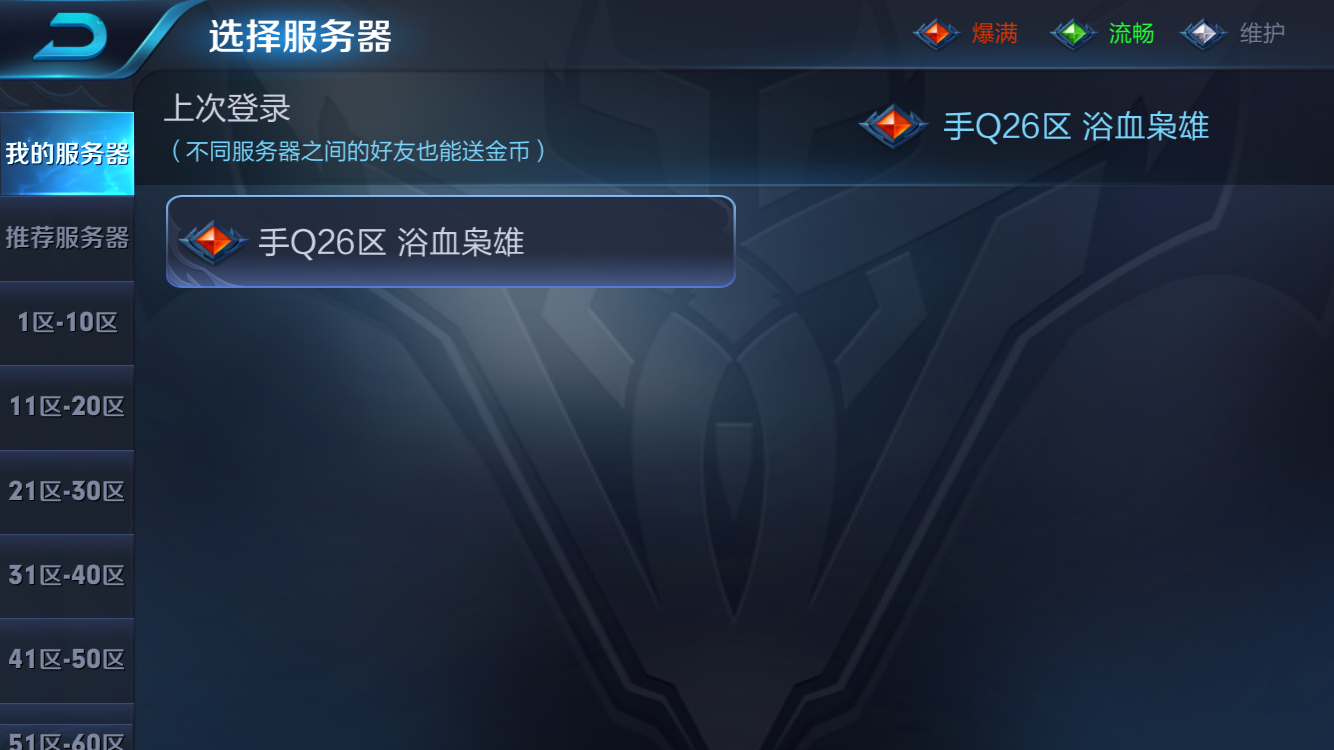 选择服务器
爆满
流畅
维护
上次登录
（不同服务器之间的好友也能送金币）
手Q26区 浴血枭雄
我的服务器
手Q26区 浴血枭雄
推荐服务器
1区-10区
11区-20区
21区-30区
31区-40区
41区-50区
51区-60区